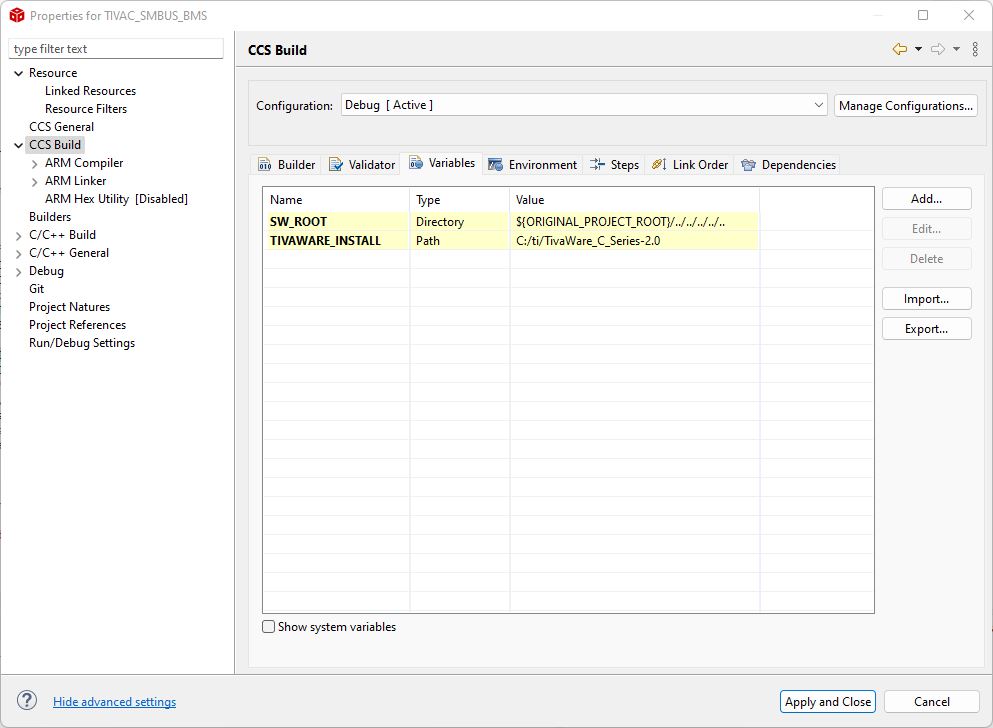 Properties for TIVAC_SMBUS_BMS
type filter text
Resource
Linked Resources
Resource Filters
CCS General
CCS Build
ARM Compiler
ARM Linker
ARM Hex Utility [Disabled]
Builders
C/C++ Build
C/C++ General
Debug
Git
Project Natures
Project References
Run/Debug Settings
CCS Build
Configuration: Debug [ Active ] Manage Configurations...
Builder Validator Variables Environment Steps Link Order Dependencies
Name Type Value
SW_ROOT Directory ${ORIGINAL_PROJECT_ROOT}/../../../../..
TIVAWARE_INSTALL Path C:/ti/TivaWare_C_Series-2.0
Add...
Edit...
Delete
Import...
Export...
Show system variables
? Hide advanced settings Apply and Close Cancel